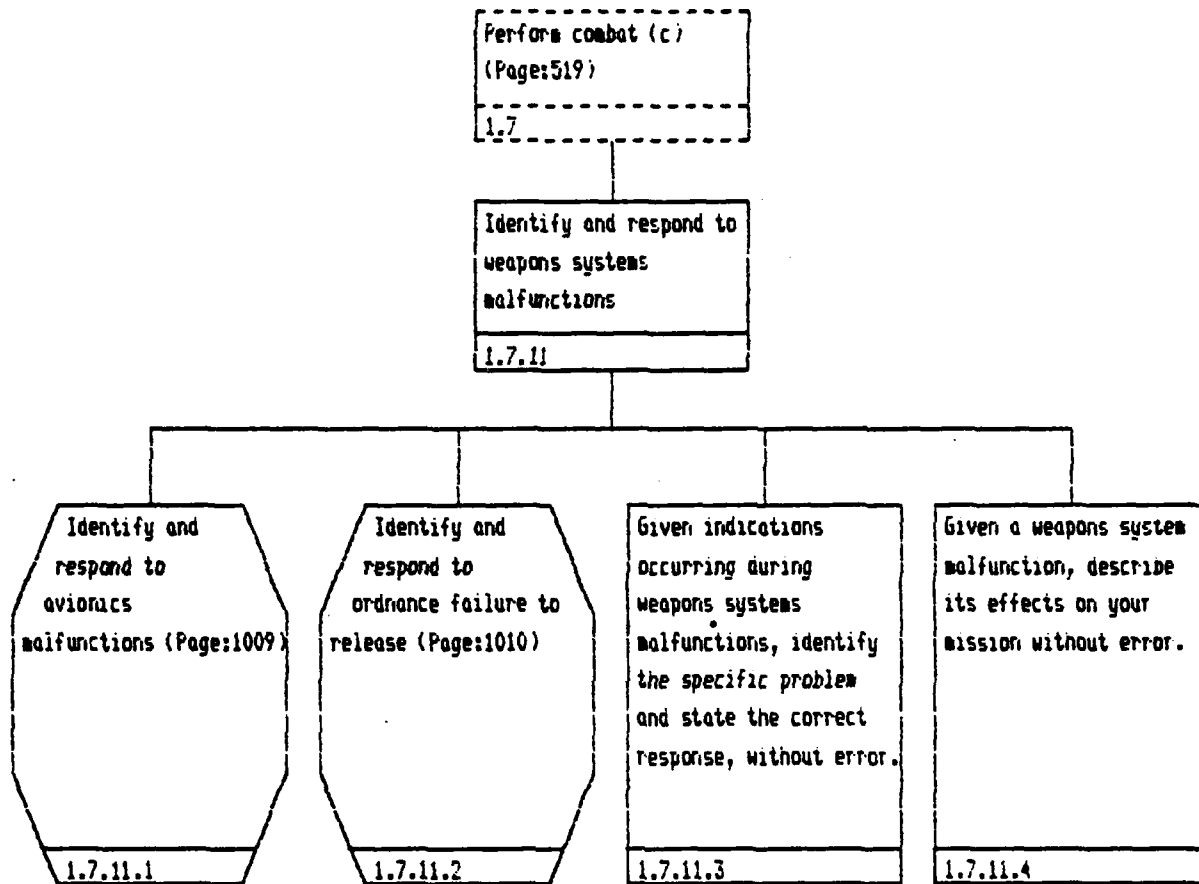 Perform combat (c)
(Page:519)
1.7
Identify and respond to
weapons systems
malfunctions
1.7.11
Identify and
respond to
avionics
malfunctions (Page:1009)
1.7.11.1
Identify and
respond to
ordnance failure to
release (Page:1010)
1.7.11.2
Given indications
occurring during
weapons systems
malfunctions, identify
the specific problem
and state the correct
response, without error.
1.7.11.3
Given a weapons system
malfunction, describe
its effects on your
mission without error.
1.7.11.4